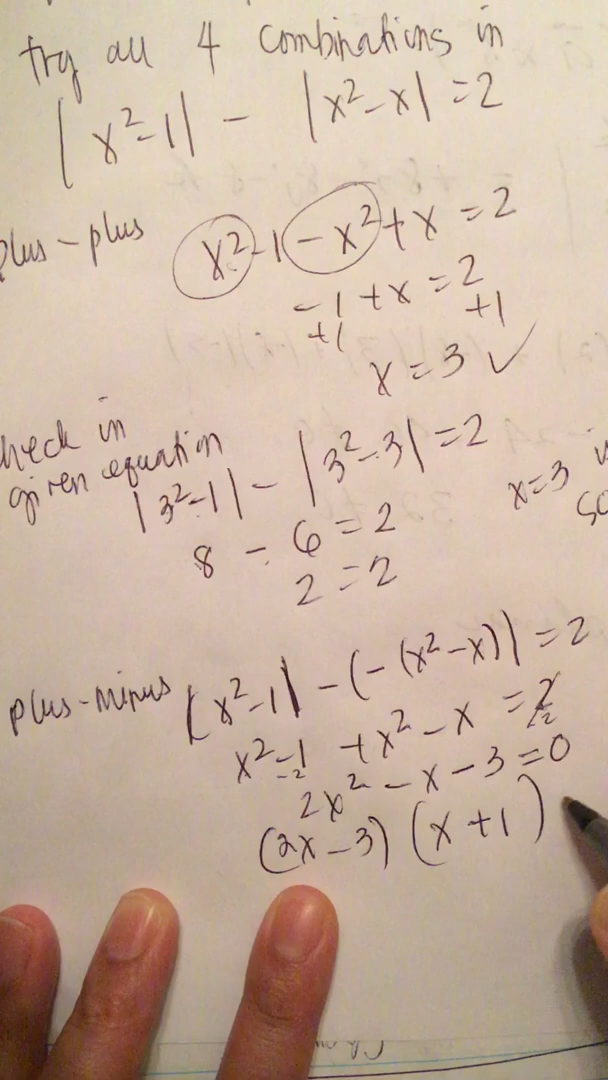 try all 4 combinations in
|x²-1| - |x²-x| = 2
plus-plus x²-1-x²+x = 2
-1+x = 2
+1 +1
x = 3 ✓
check in
given equation
|3²-1| - |3²-3| = 2
8 - 6 = 2 x=3
2 = 2
plus-minus (x²-1) - (-(x²-x)) = 2
x²-1 + x²-x = 2
-2 -2
2x²-x-3 = 0
(2x-3)(x+1)